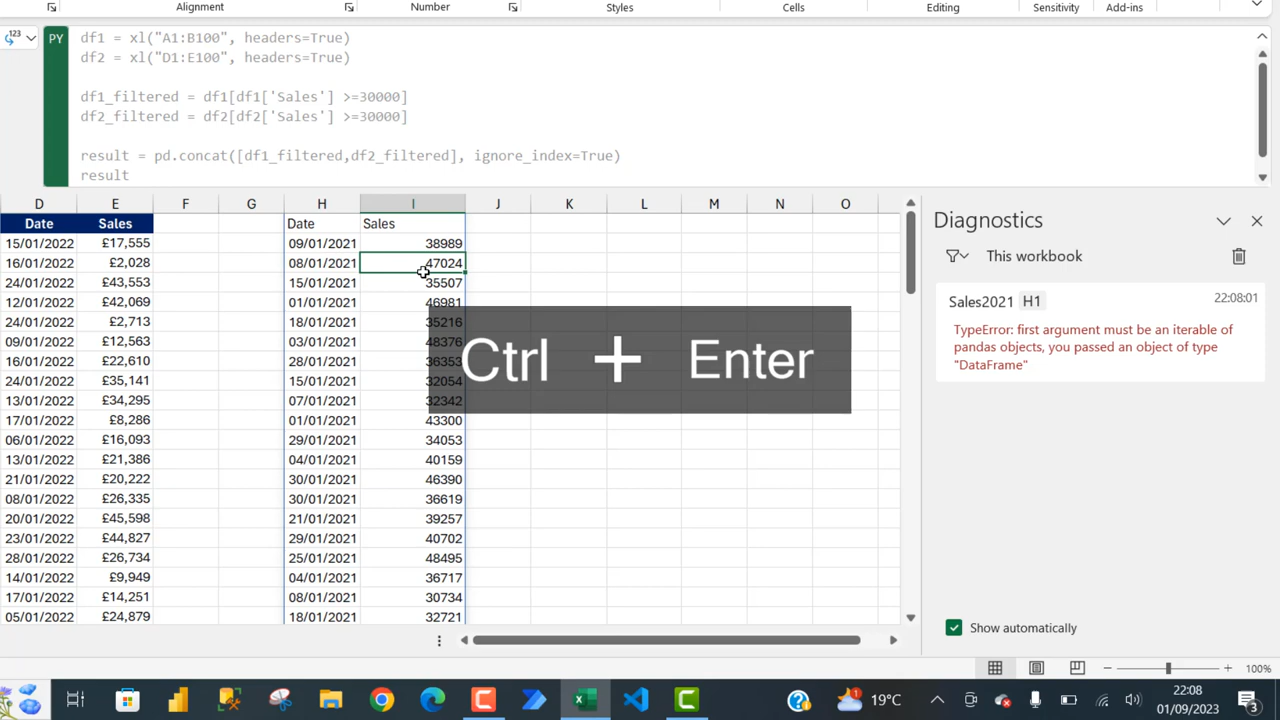 Alignment Number Styles Cells Editing Sensitivity Add-ins
123 PY df1 = xl("A1:B100", headers=True)
df2 = xl("D1:E100", headers=True)
df1_filtered = df1[df1['Sales'] >=30000]
df2_filtered = df2[df2['Sales'] >=30000]
result = pd.concat([df1_filtered,df2_filtered], ignore_index=True)
result
D E F G H I J K L M N O
Date Sales Date Sales
15/01/2022 £17,555 09/01/2021 38989
16/01/2022 £2,028 08/01/2021 47024
24/01/2022 £43,553 15/01/2021 35507
12/01/2022 £42,069 01/01/2021 46981
24/01/2022 £2,713 18/01/2021 35216
09/01/2022 £12,563 03/01/2021 48376
16/01/2022 £22,610 28/01/2021 36353
24/01/2022 £35,141 15/01/2021 32054
13/01/2022 £34,295 07/01/2021 32342
17/01/2022 £8,286 01/01/2021 43300
06/01/2022 £16,093 29/01/2021 34053
13/01/2022 £21,386 04/01/2021 40159
21/01/2022 £20,222 30/01/2021 46390
08/01/2022 £26,335 30/01/2021 36619
20/01/2022 £45,598 21/01/2021 39257
23/01/2022 £44,827 29/01/2021 40702
28/01/2022 £26,734 25/01/2021 48495
14/01/2022 £9,949 04/01/2021 36717
17/01/2022 £14,251 08/01/2021 30734
05/01/2022 £24,879 18/01/2021 32721
Ctrl + Enter
Diagnostics
This workbook
Sales2021 H1 22:08:01
TypeError: first argument must be an iterable of
pandas objects, you passed an object of type
"DataFrame"
Show automatically
100%
19°C
22:08
01/09/2023
3